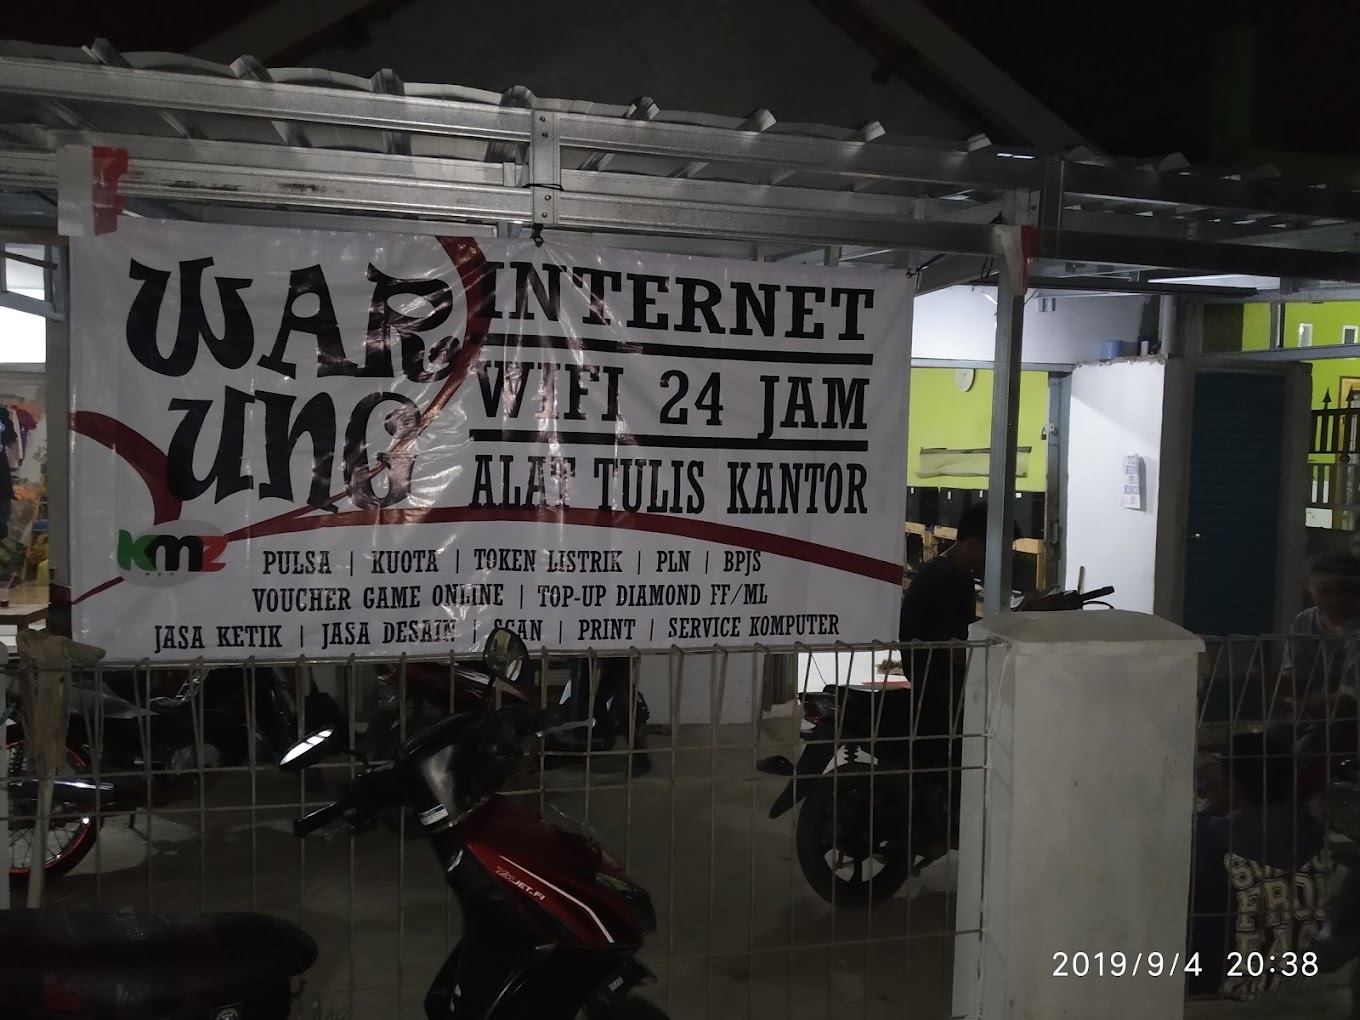 WAR
UNG
INTERNET
WIFI 24 JAM
ALAT TULIS KANTOR
KMZ
PULSA | KUOTA | TOKEN LISTRIK | PLN | BPJS
VOUCHER GAME ONLINE | TOP-UP DIAMOND FF/ML
JASA KETIK | JASA DESAIN | SCAN | PRINT | SERVICE KOMPUTER
YMJET-FI
FROM
2019/9/4 20:38